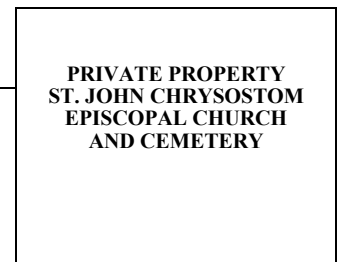 PRIVATE PROPERTY
ST. JOHN CHRYSOSTOM
EPISCOPAL CHURCH
AND CEMETERY